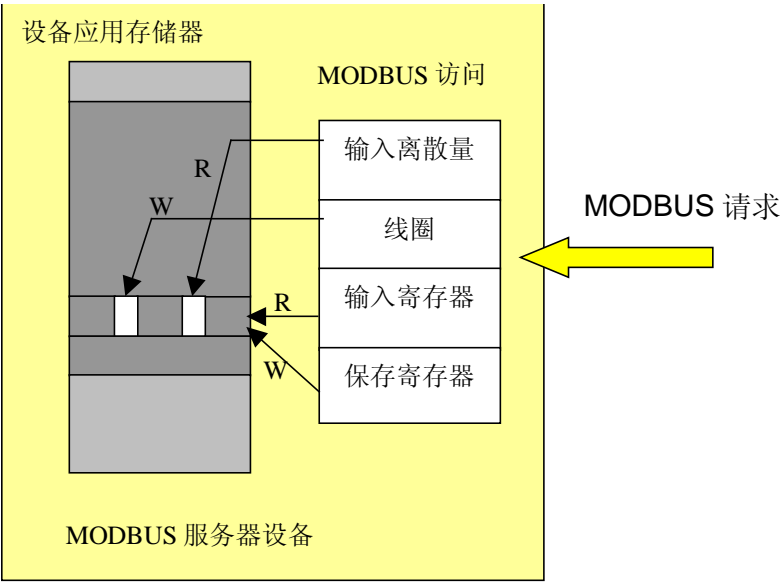 设备应用存储器
MODBUS 访问
输入离散量
R
W
线圈
MODBUS 请求
R
输入寄存器
W
保存寄存器
MODBUS 服务器设备